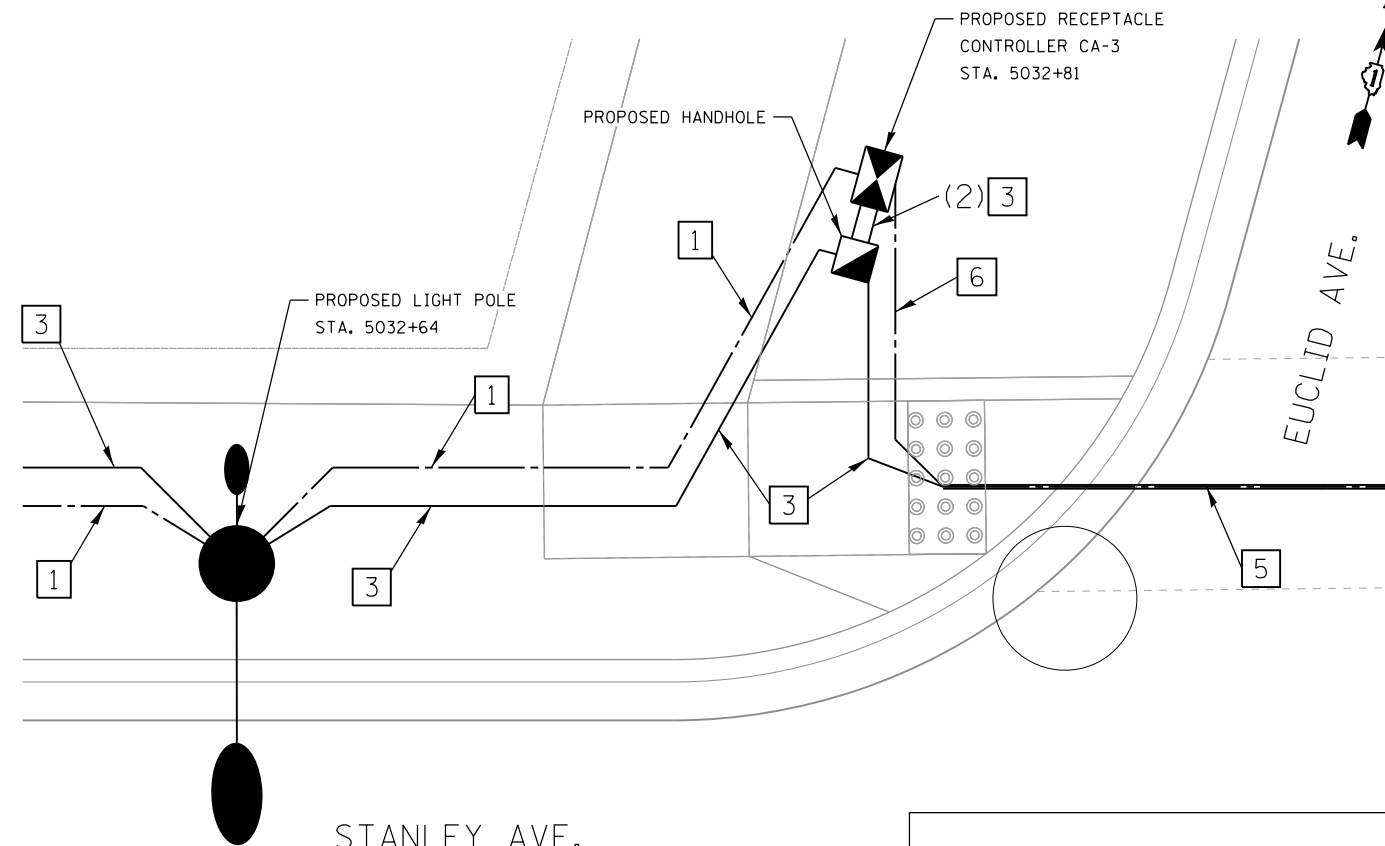 PROPOSED RECEPTACLE
CONTROLLER CA-3
STA. 5032+81
1
PROPOSED HANDHOLE
(2) 3
1
6
PROPOSED LIGHT POLE
STA. 5032+64
3
1
EUCLID AVE.
3
5
1
3
STANLEY AVE.